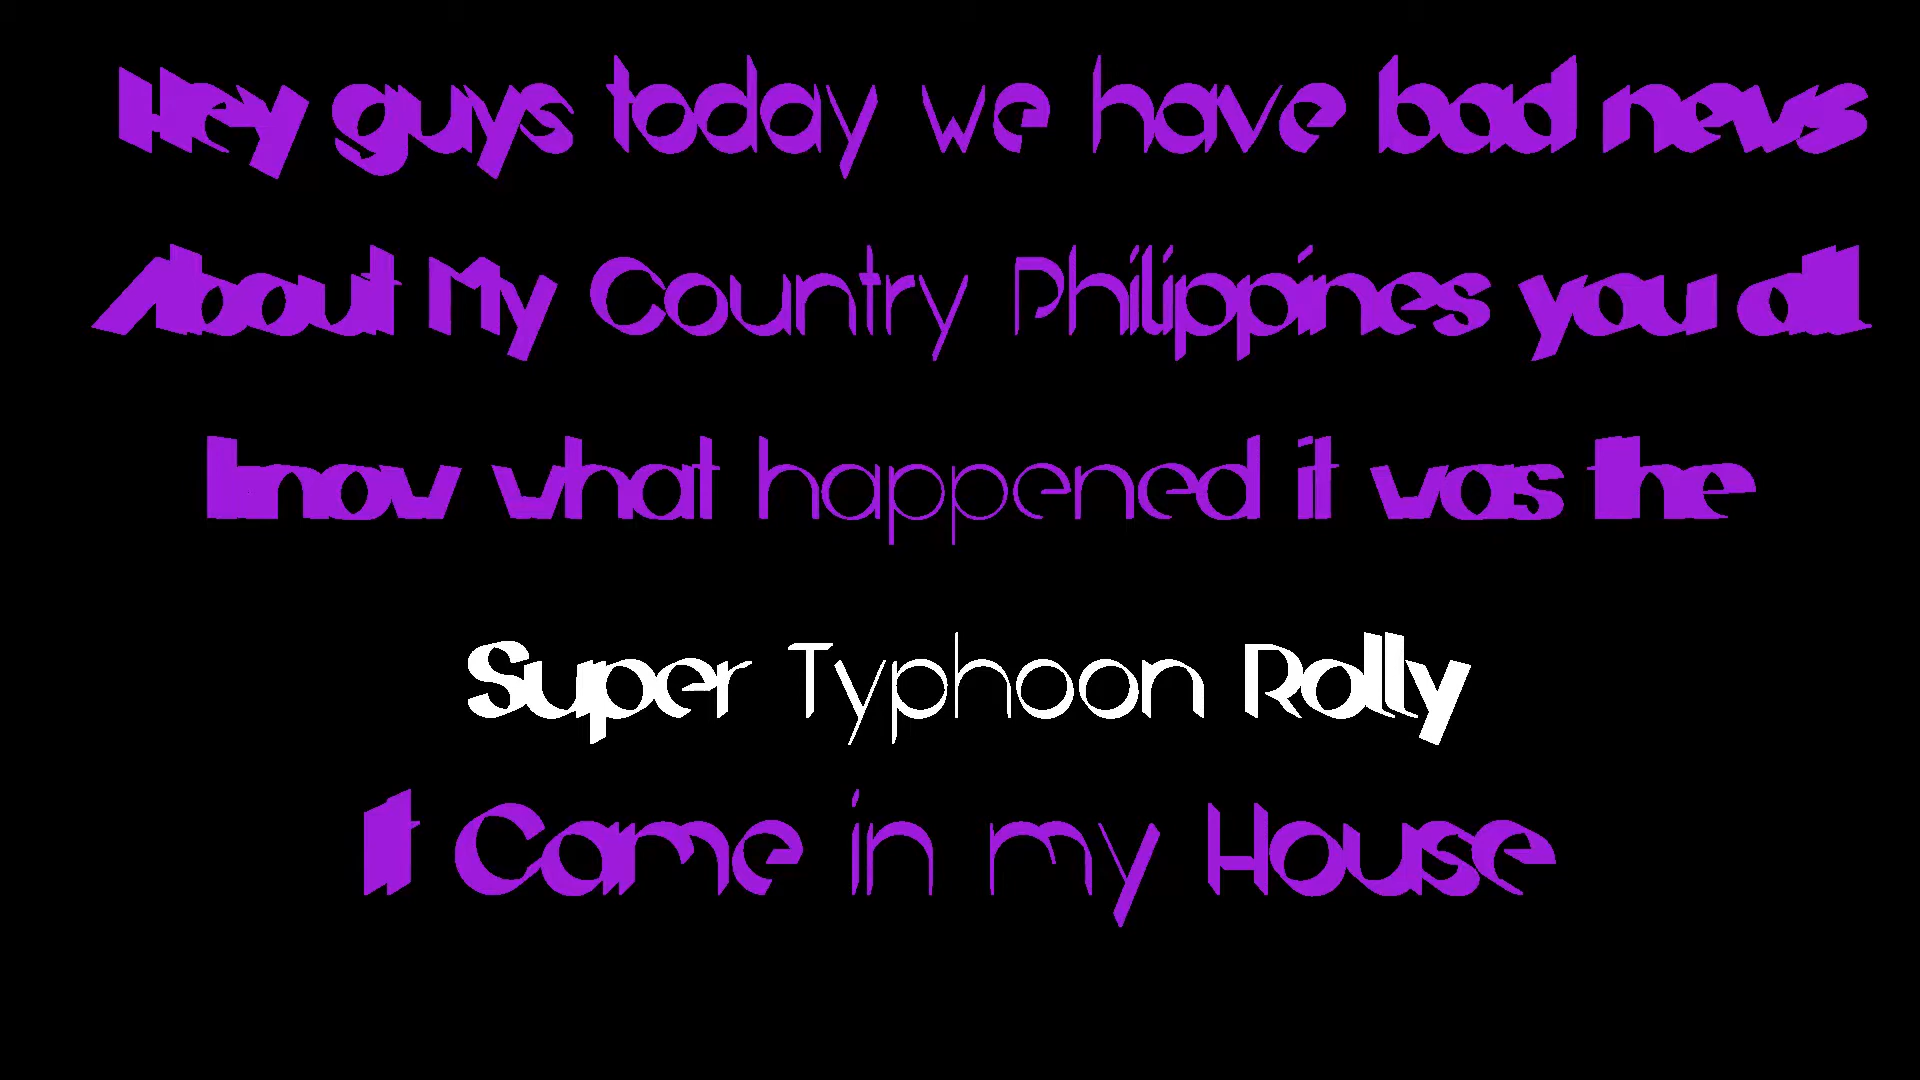 Hey guys today we have bad news
About My Country Philippines you all
know what happened it was the
Super Typhoon Rolly
It Came in my House